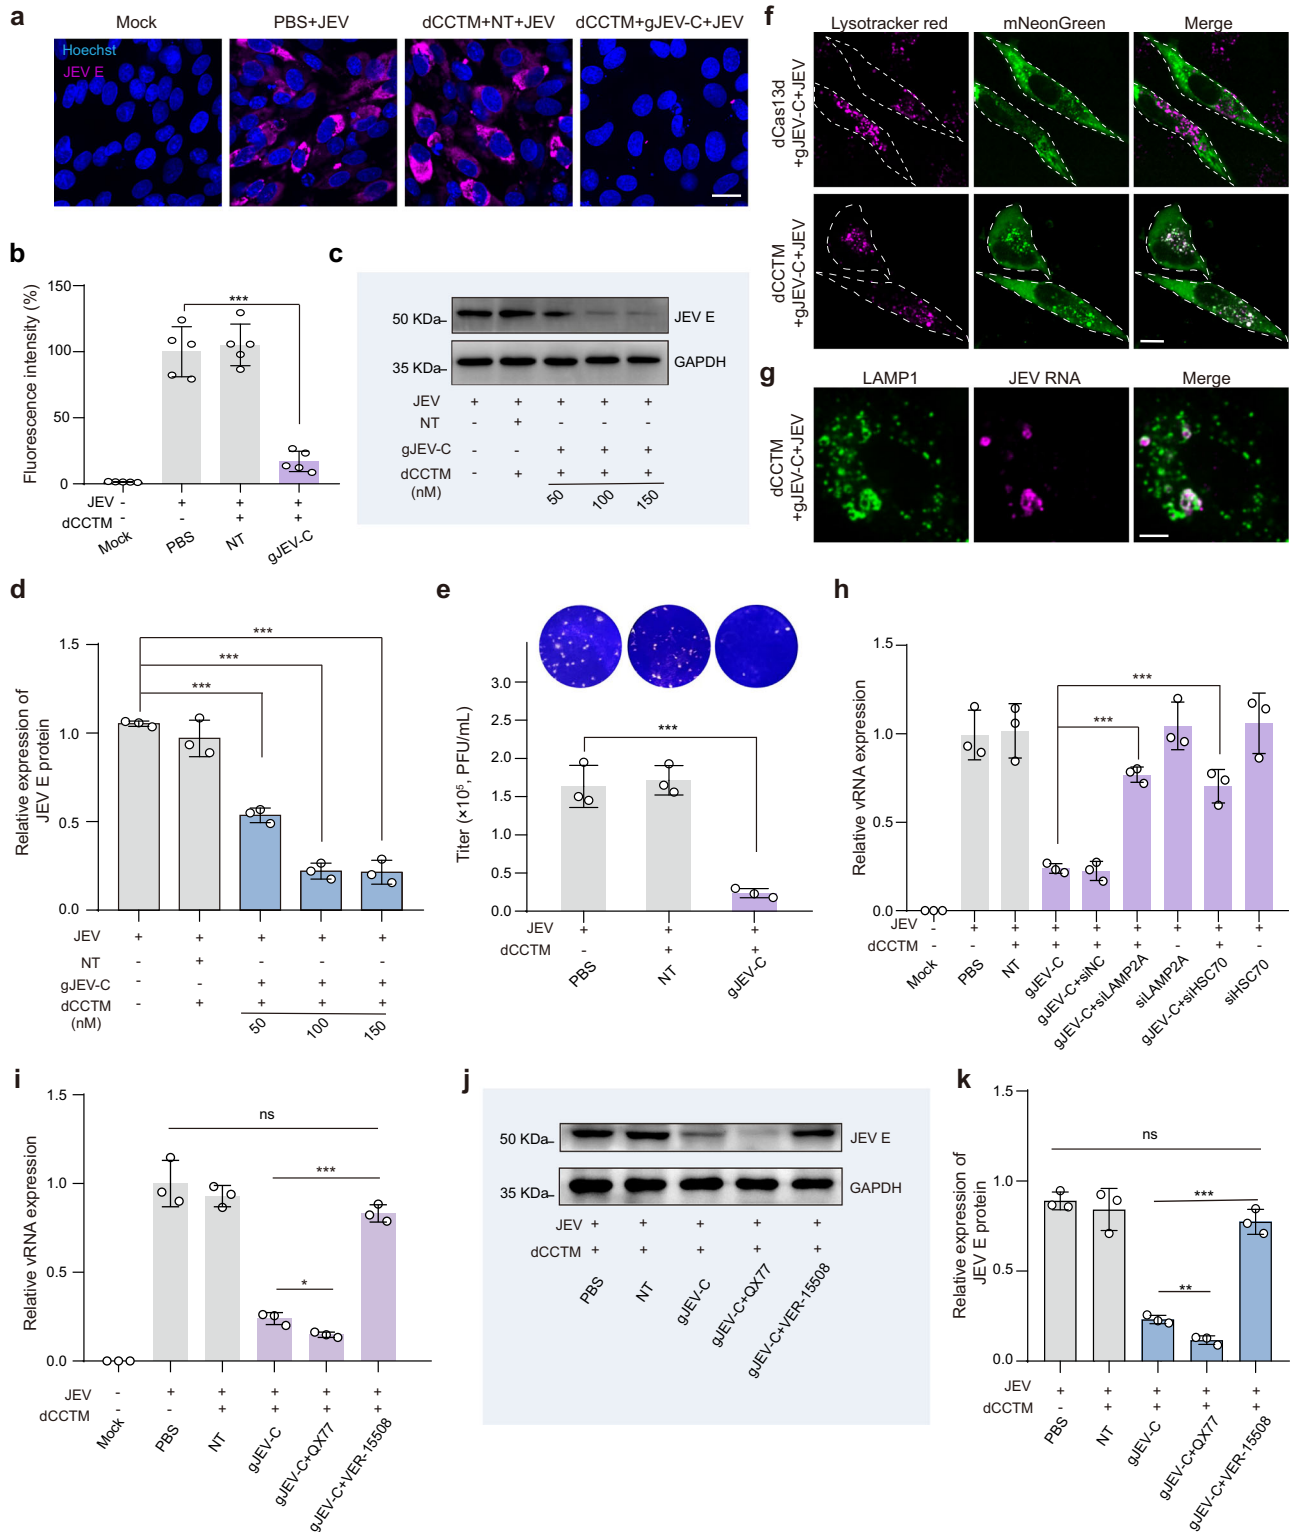 a
Mock
PBS+JEV
dCCTM+NT+JEV
dCCTM+gJEV-C+JEV
Hoechst
JEV E
b
Fluorescence intensity (%)
150
100
50
0
***
JEV - + + +
dCCTM - - + +
Mock PBS NT gJEV-C
c
50 KDa
JEV E
35 KDa
GAPDH
JEV + + + + +
NT - + - - -
gJEV-C - - + + +
dCCTM - + + + +
(nM) 50 100 150
d
Relative expression of
JEV E protein
1.5
1.0
0.5
0.0
***
***
***
JEV + + + + +
NT - + - - -
gJEV-C - - + + +
dCCTM - + + + +
(nM) 50 100 150
e
Titer (×10⁵, PFU/mL)
3.0
2.5
2.0
1.5
1.0
0.5
0.0
***
JEV + + +
dCCTM - + +
PBS NT gJEV-C
f
Lysotracker red
mNeonGreen
Merge
dCas13d
+gJEV-C+JEV
dCCTM
+gJEV-C+JEV
g
LAMP1
JEV RNA
Merge
dCCTM
+gJEV-C+JEV
h
Relative vRNA expression
1.5
1.0
0.5
0.0
***
***
JEV - + + + + + + + +
dCCTM - - + + + + - + -
Mock PBS NT gJEV-C gJEV-C+siNC gJEV-C+siLAMP2A siLAMP2A gJEV-C+siHSC70 siHSC70
i
Relative vRNA expression
1.5
1.0
0.5
0.0
ns
***
*
JEV - + + + + +
dCCTM - - + + + +
Mock PBS NT gJEV-C gJEV-C+QX77 gJEV-C+VER-15508
j
50 KDa
JEV E
35 KDa
GAPDH
JEV + + + + +
dCCTM + + + + +
PBS NT gJEV-C gJEV-C+QX77 gJEV-C+VER-15508
k
Relative expression of
JEV E protein
1.5
1.0
0.5
0.0
ns
***
**
JEV + + + + +
dCCTM - + + + +
PBS NT gJEV-C gJEV-C+QX77 gJEV-C+VER-15508